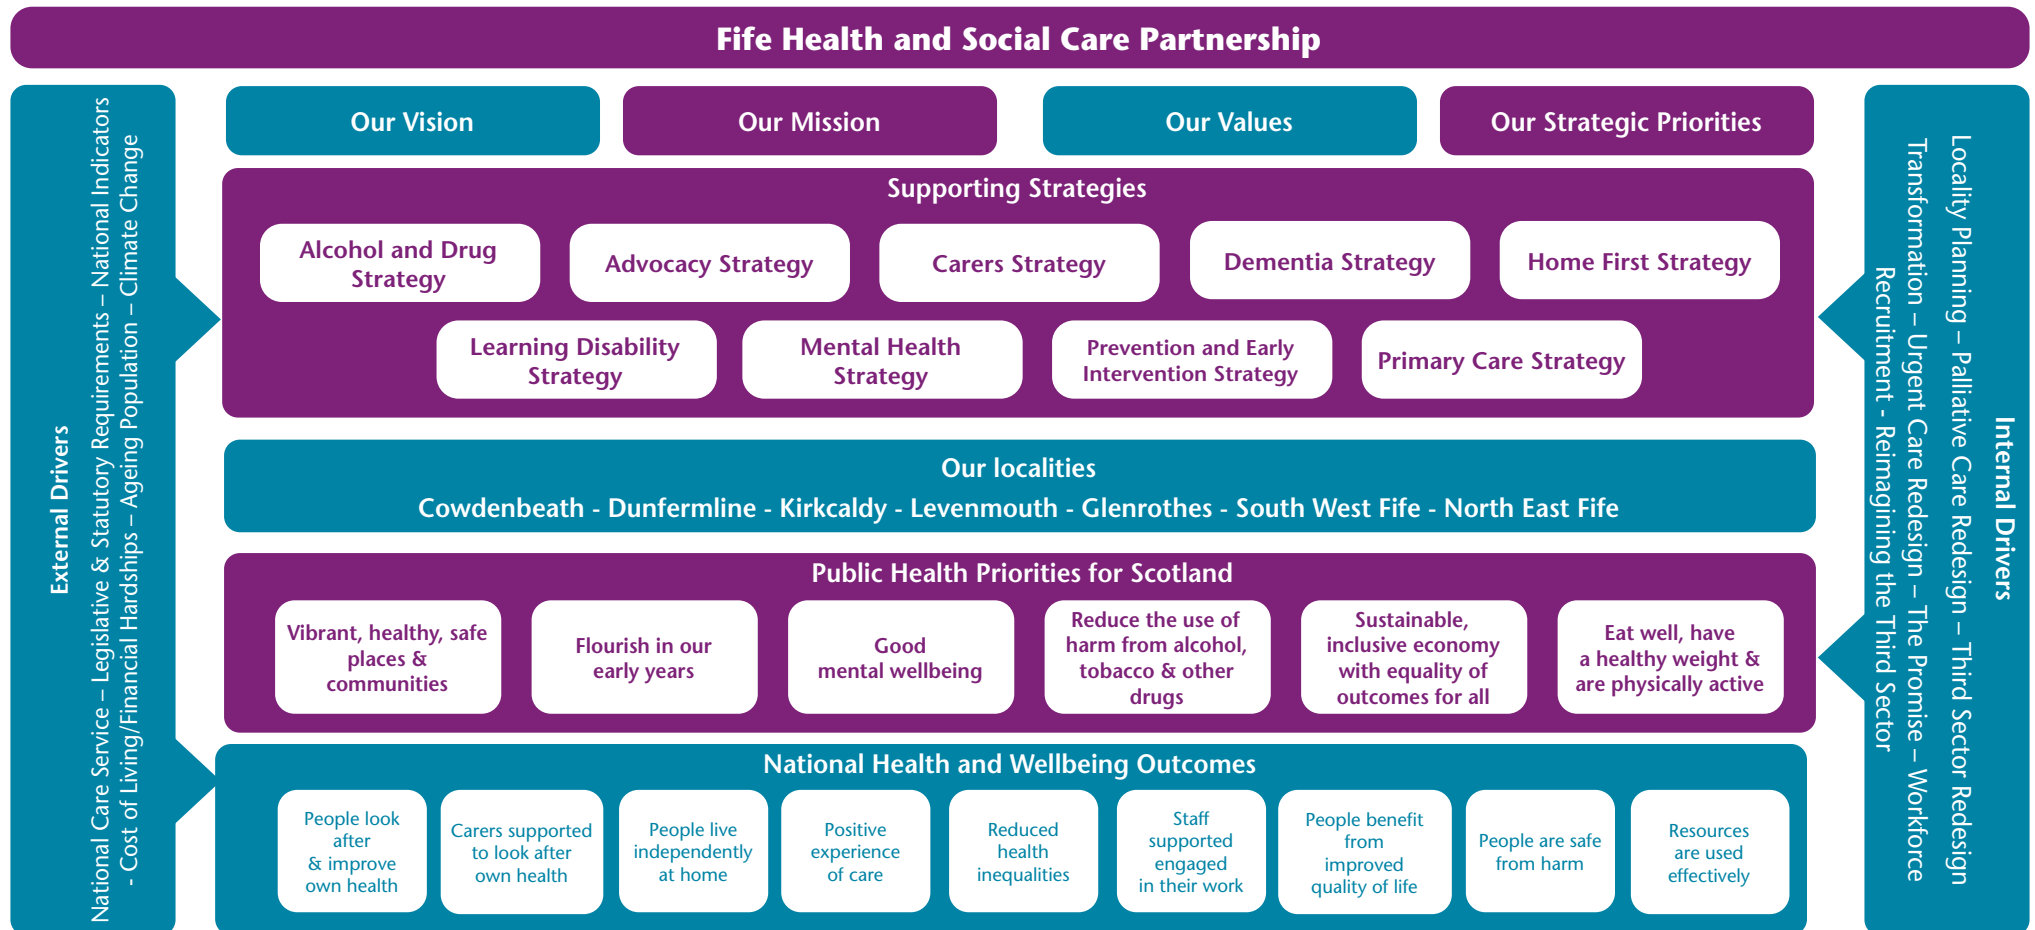 Fife Health and Social Care Partnership
External Drivers
National Care Service – Legislative & Statutory Requirements – National Indicators
- Cost of Living/Financial Hardships – Ageing Population – Climate Change
Our Vision
Our Mission
Our Values
Our Strategic Priorities
Supporting Strategies
Alcohol and Drug
Strategy
Advocacy Strategy
Carers Strategy
Dementia Strategy
Home First Strategy
Learning Disability
Strategy
Mental Health
Strategy
Prevention and Early
Intervention Strategy
Primary Care Strategy
Our localities
Cowdenbeath - Dunfermline - Kirkcaldy - Levenmouth - Glenrothes - South West Fife - North East Fife
Public Health Priorities for Scotland
Vibrant, healthy, safe
places &
communities
Flourish in our
early years
Good
mental wellbeing
Reduce the use of
harm from alcohol,
tobacco & other
drugs
Sustainable,
inclusive economy
with equality of
outcomes for all
Eat well, have
a healthy weight &
are physically active
National Health and Wellbeing Outcomes
People look
after
& improve
own health
Carers supported
to look after
own health
People live
independently
at home
Positive
experience
of care
Reduced
health
inequalities
Staff
supported
engaged
in their work
People benefit
from
improved
quality of life
People are safe
from harm
Resources
are used
effectively
Internal Drivers
Locality Planning – Palliative Care Redesign – Third Sector Redesign
Transformation – Urgent Care Redesign – The Promise – Workforce
Recruitment - Reimagining the Third Sector